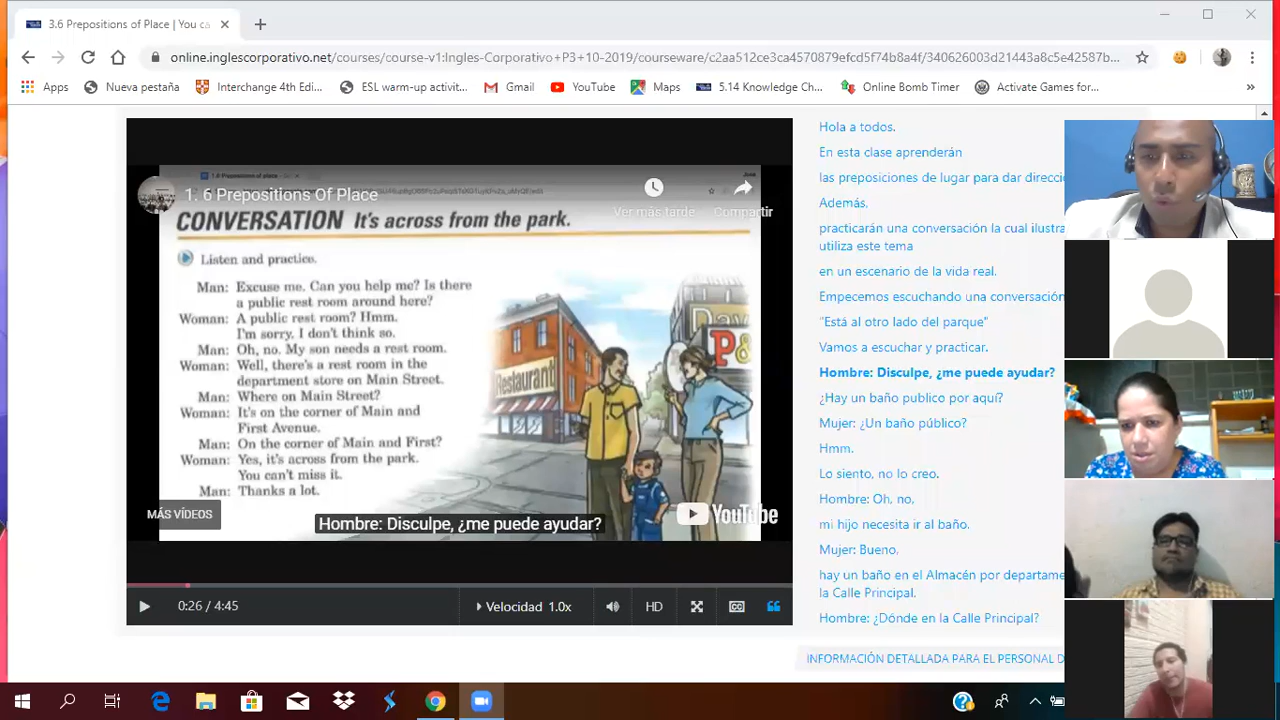 3.6 Prepositions of Place | You ca
online.inglescorporativo.net/courses/course-v1:Ingles-Corporativo+P3+10-2019/courseware/c2aa512ce3ca4570879efcd5f74b8a4f/340626003d21443a8c5e42587b...
Apps
Nueva pestaña
Interchange 4th Edi...
ESL warm-up activit...
Gmail
YouTube
Maps
5.14 Knowledge Ch...
Online Bomb Timer
Activate Games for...
»
1. 6 Prepositions Of Place
Ver más tarde
Compartir
CONVERSATION It's across from the park.
Listen and practice.
Man: Excuse me. Can you help me? Is there
a public rest room around here?
Woman: A public rest room? Hmm.
I'm sorry. I don't think so.
Man: Oh, no. My son needs a rest room.
Woman: Well, there's a rest room in the
department store on Main Street.
Man: Where on Main Street?
Woman: It's on the corner of Main and
First Avenue.
Man: On the corner of Main and First?
Woman: Yes, it's across from the park.
You can't miss it.
Man: Thanks a lot.
Restaurant
Dav
P&
MÁS VÍDEOS
Hombre: Disculpe, ¿me puede ayudar?
YouTube
0:26 / 4:45
Velocidad 1.0x
HD
CC
Hola a todos.
En esta clase aprenderán
las preposiciones de lugar para dar direcci
Además,
practicarán una conversación la cual ilustra
utiliza este tema
en un escenario de la vida real.
Empecemos escuchando una conversación
“Está al otro lado del parque”
Vamos a escuchar y practicar.
Hombre: Disculpe, ¿me puede ayudar?
¿Hay un baño publico por aquí?
Mujer: ¿Un baño público?
Hmm.
Lo siento, no lo creo.
Hombre: Oh, no,
mi hijo necesita ir al baño.
Mujer: Bueno,
hay un baño en el Almacén por departame
la Calle Principal.
Hombre: ¿Dónde en la Calle Principal?
INFORMACIÓN DETALLADA PARA EL PERSONAL D